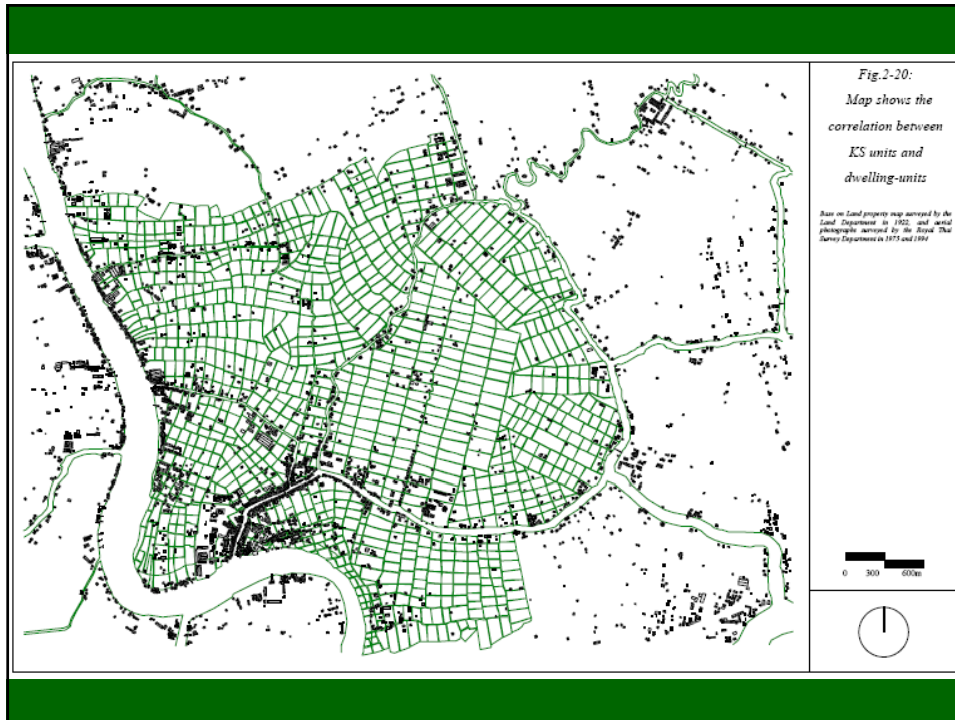 Fig.2-20:
Map shows the
correlation between
KS units and
dwelling-units
Base on Land property map surveyed by the
Land Department in 1922, and aerial
photographs surveyed by the Royal Thai
Survey Department in 1973 and 1994
0 300 600m